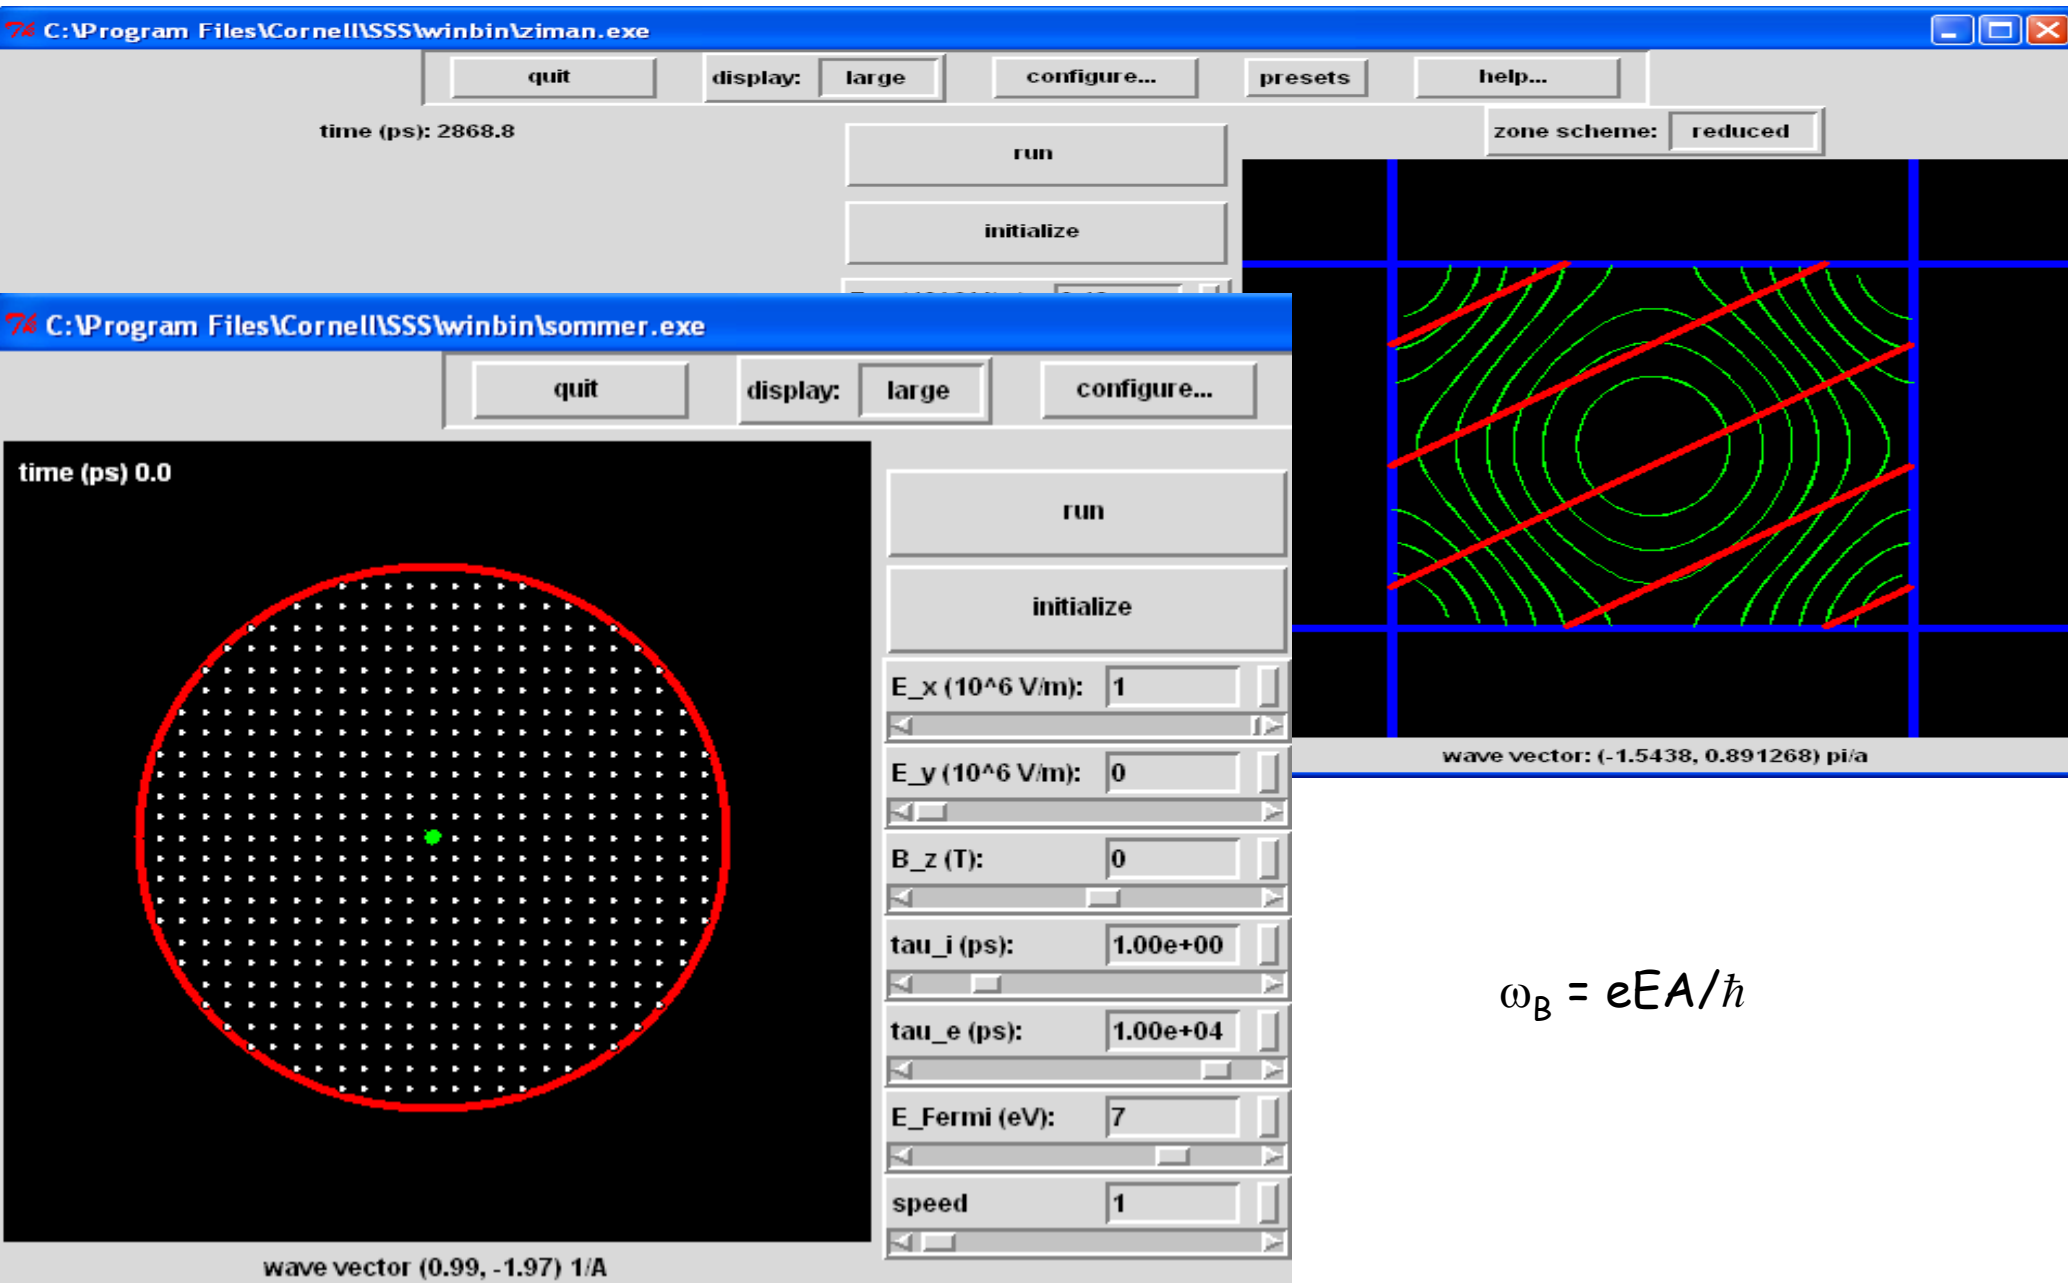 7% C:\Program Files\Cornell\SSS\winbin\ziman.exe
quit
display: large
configure...
presets
help...
time (ps): 2868.8
run
zone scheme: reduced
initialize
wave vector: (-1.5438, 0.891268) pi/a
C:\Program Files\Cornell\SSS\winbin\sommer.exe
quit
display: large
configure...
time (ps) 0.0
run
initialize
E_x (10^6 V/m): 1
E_y (10^6 V/m): 0
B_z (T): 0
tau_i (ps): 1.00e+00
tau_e (ps): 1.00e+04
E_Fermi (eV): 7
speed 1
wave vector (0.99, -1.97) 1/A
ω_B = eEA/ℏ